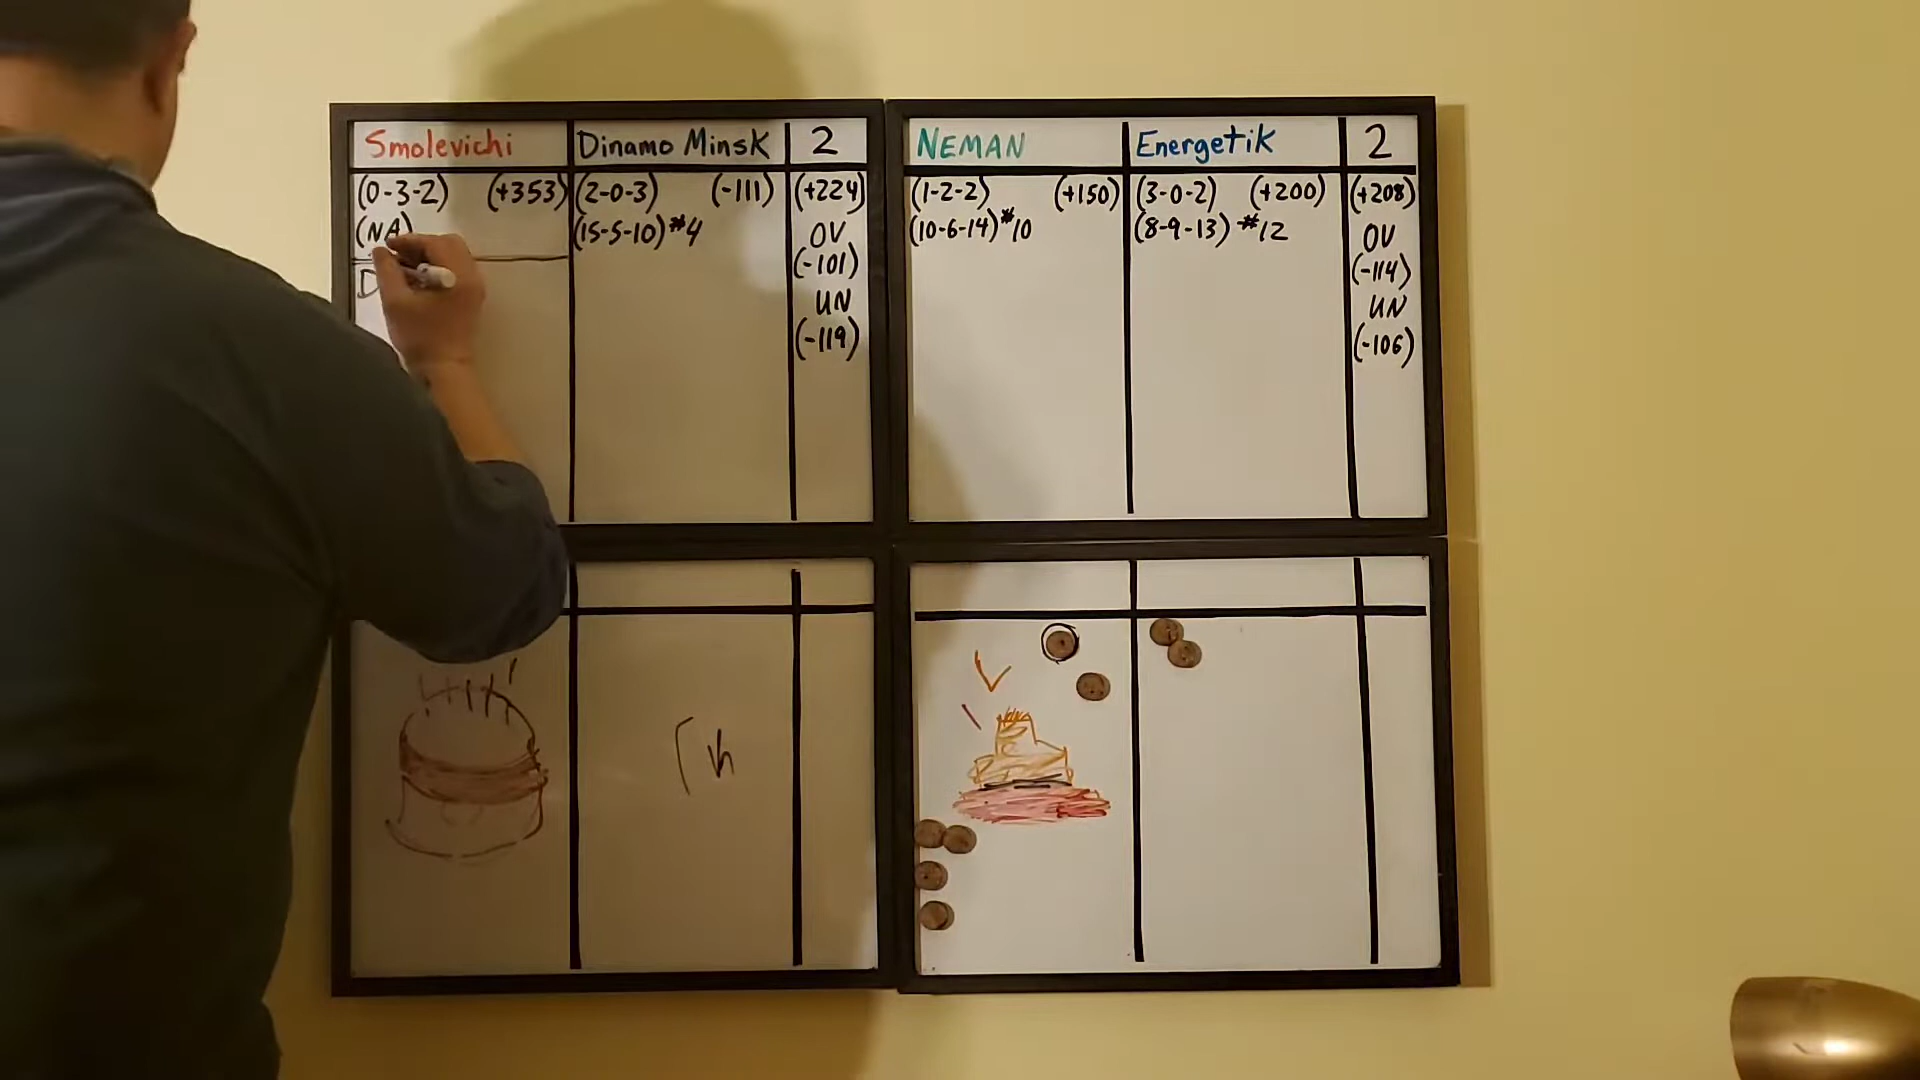 Smolevichi Dinamo Minsk 2
(0-3-2) (+353) (2-0-3) (-111) (+224)
(NA) (15-5-10) #4 OV
(-101)
D
UN
(-119)
NEMAN Energetik 2
(1-2-2) (+150) (3-0-2) (+200) (+208)
(10-6-14) #10 (8-9-13) #12 OV
(-114)
UN
(-106)